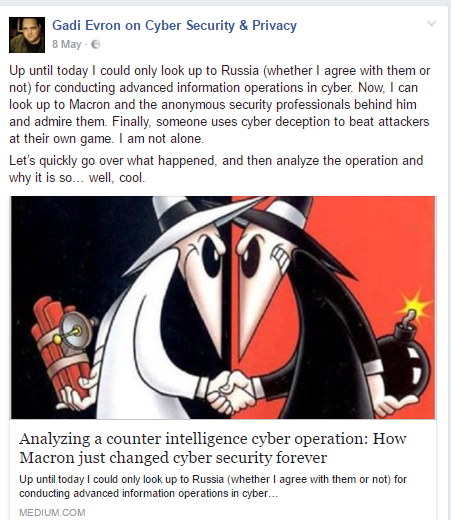 Gadi Evron on Cyber Security & Privacy
8 May ·
Up until today I could only look up to Russia (whether I agree with them or
not) for conducting advanced information operations in cyber. Now, I can
look up to Macron and the anonymous security professionals behind him
and admire them. Finally, someone uses cyber deception to beat attackers
at their own game. I am not alone.
Let's quickly go over what happened, and then analyze the operation and
why it is so… well, cool.
Analyzing a counter intelligence cyber operation: How
Macron just changed cyber security forever
Up until today I could only look up to Russia (whether I agree with them or not) for
conducting advanced information operations in cyber…
MEDIUM.COM